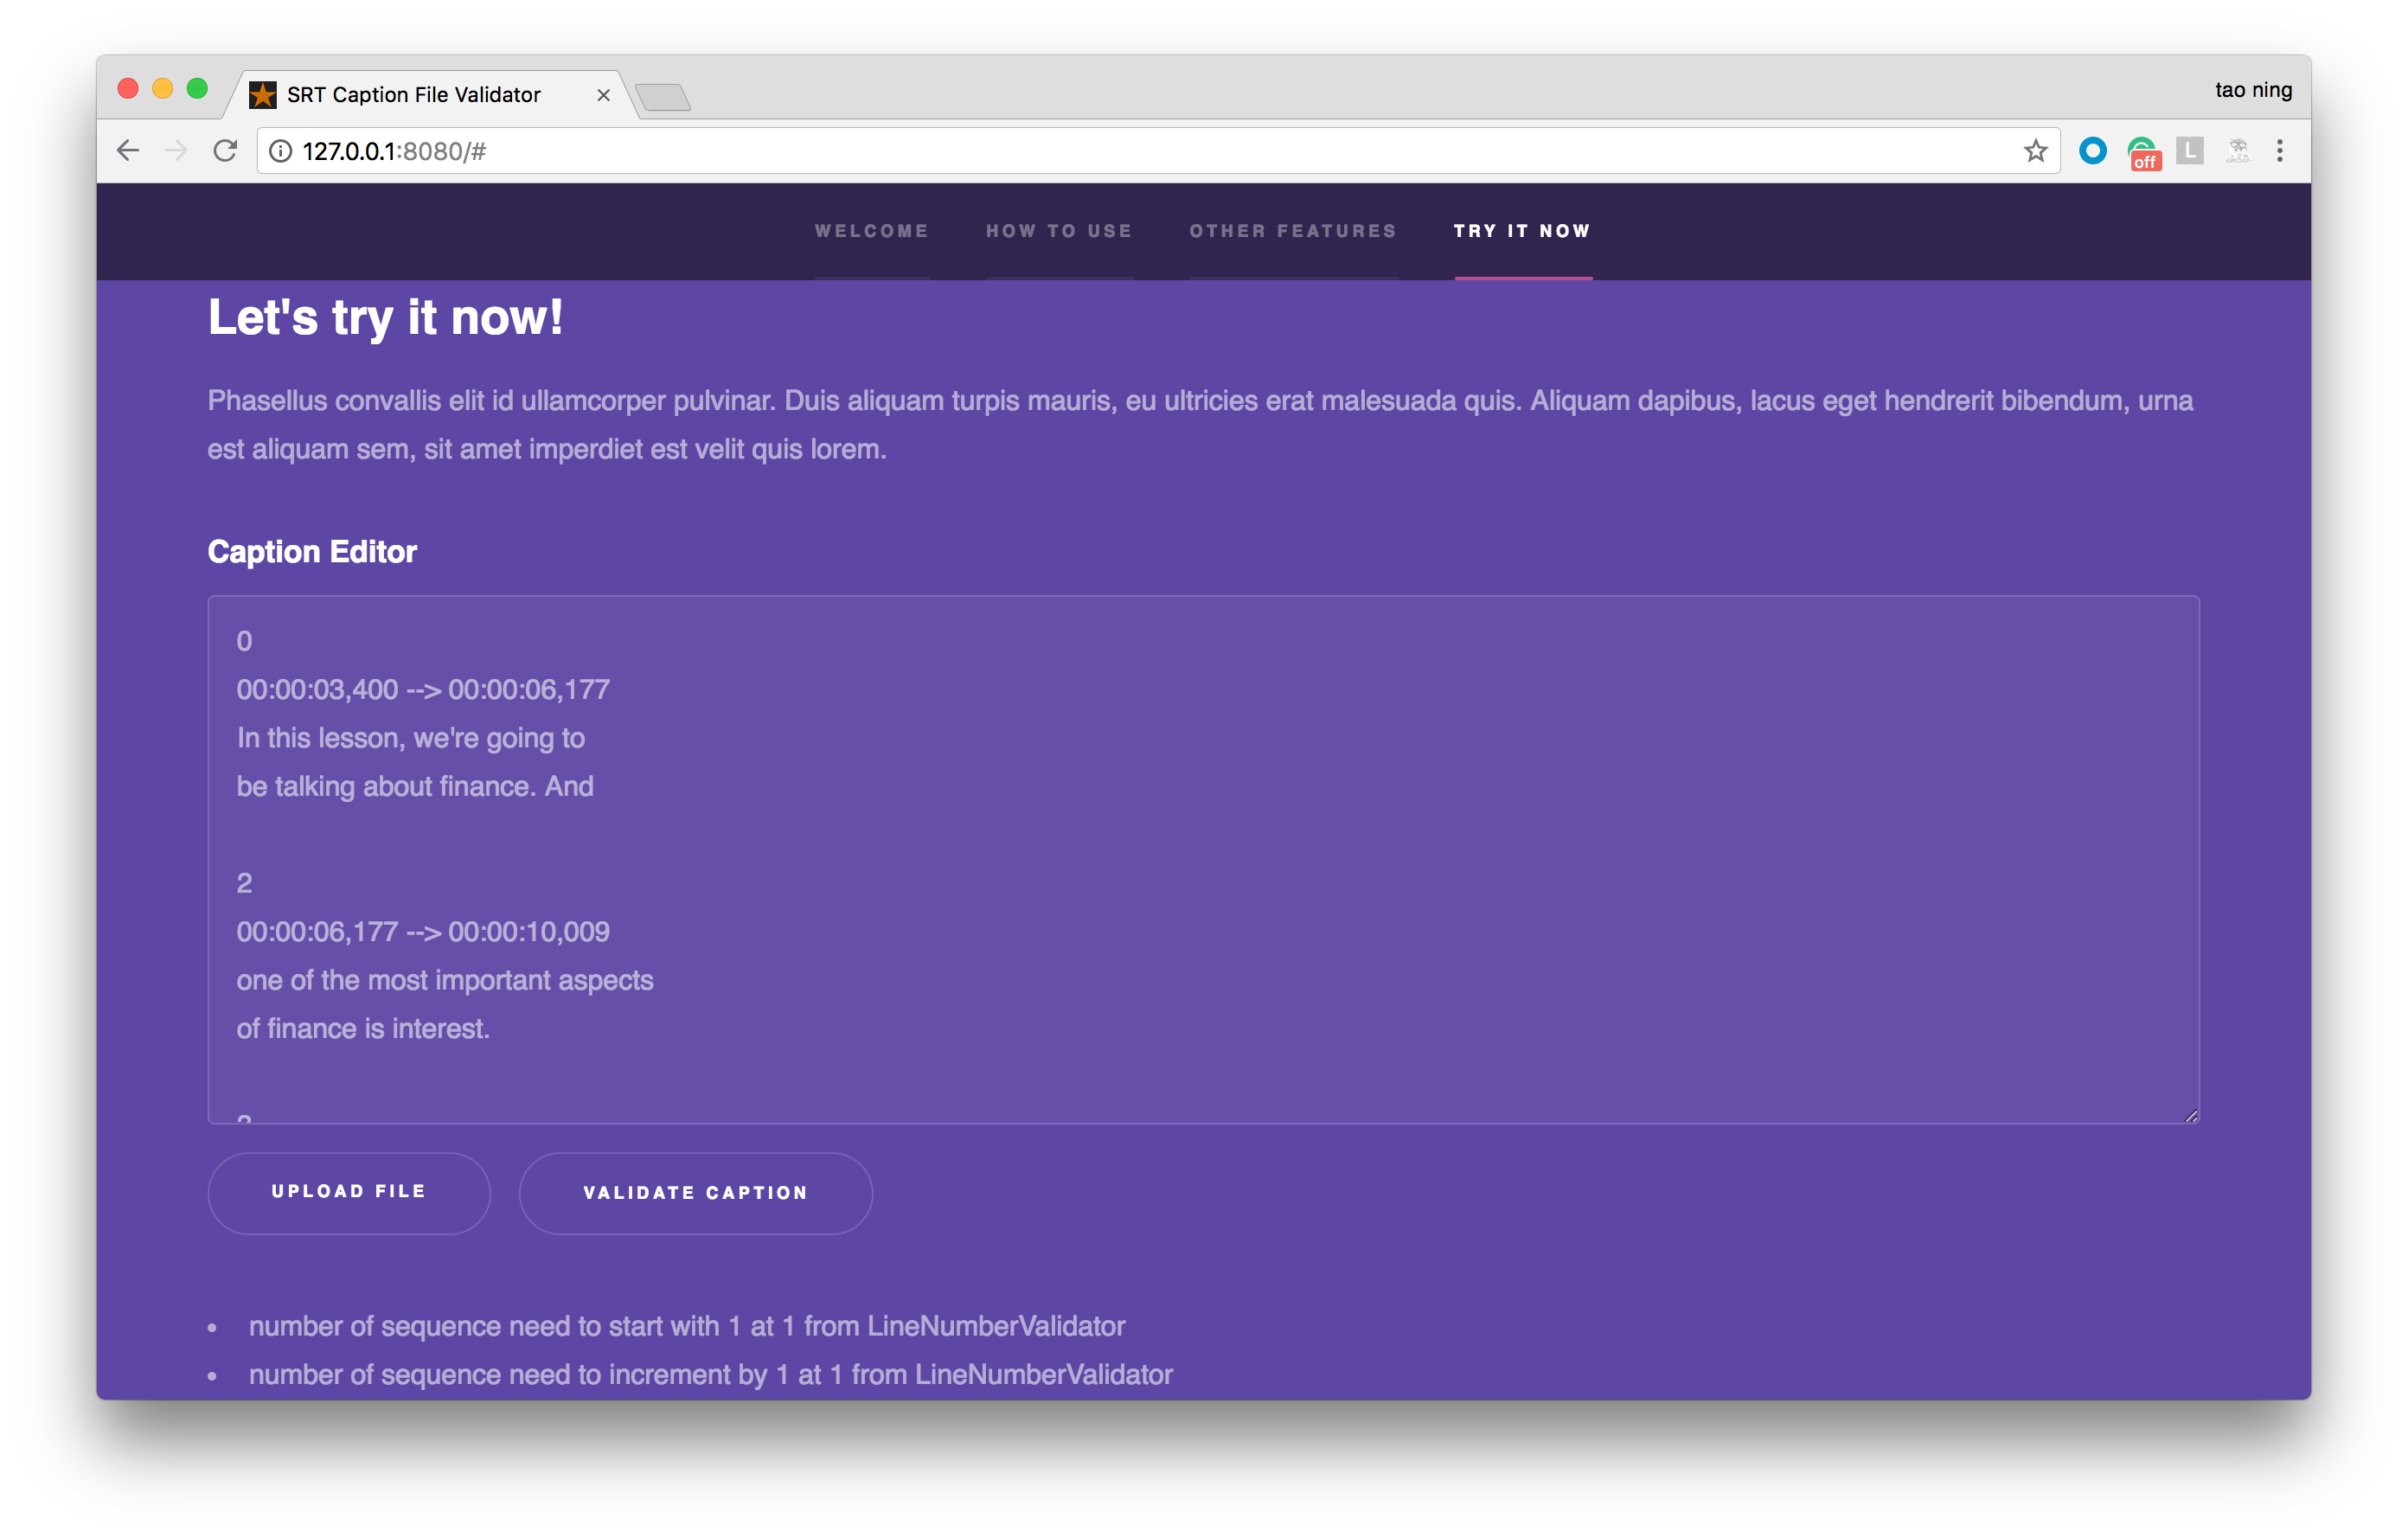 SRT Caption File Validator
tao ning
127.0.0.1:8080/#
off
L
WELCOME HOW TO USE OTHER FEATURES TRY IT NOW
Let's try it now!
Phasellus convallis elit id ullamcorper pulvinar. Duis aliquam turpis mauris, eu ultricies erat malesuada quis. Aliquam dapibus, lacus eget hendrerit bibendum, urna
est aliquam sem, sit amet imperdiet est velit quis lorem.
Caption Editor
0
00:00:03,400 --> 00:00:06,177
In this lesson, we're going to
be talking about finance. And
2
00:00:06,177 --> 00:00:10,009
one of the most important aspects
of finance is interest.
UPLOAD FILE VALIDATE CAPTION
• number of sequence need to start with 1 at 1 from LineNumberValidator
• number of sequence need to increment by 1 at 1 from LineNumberValidator